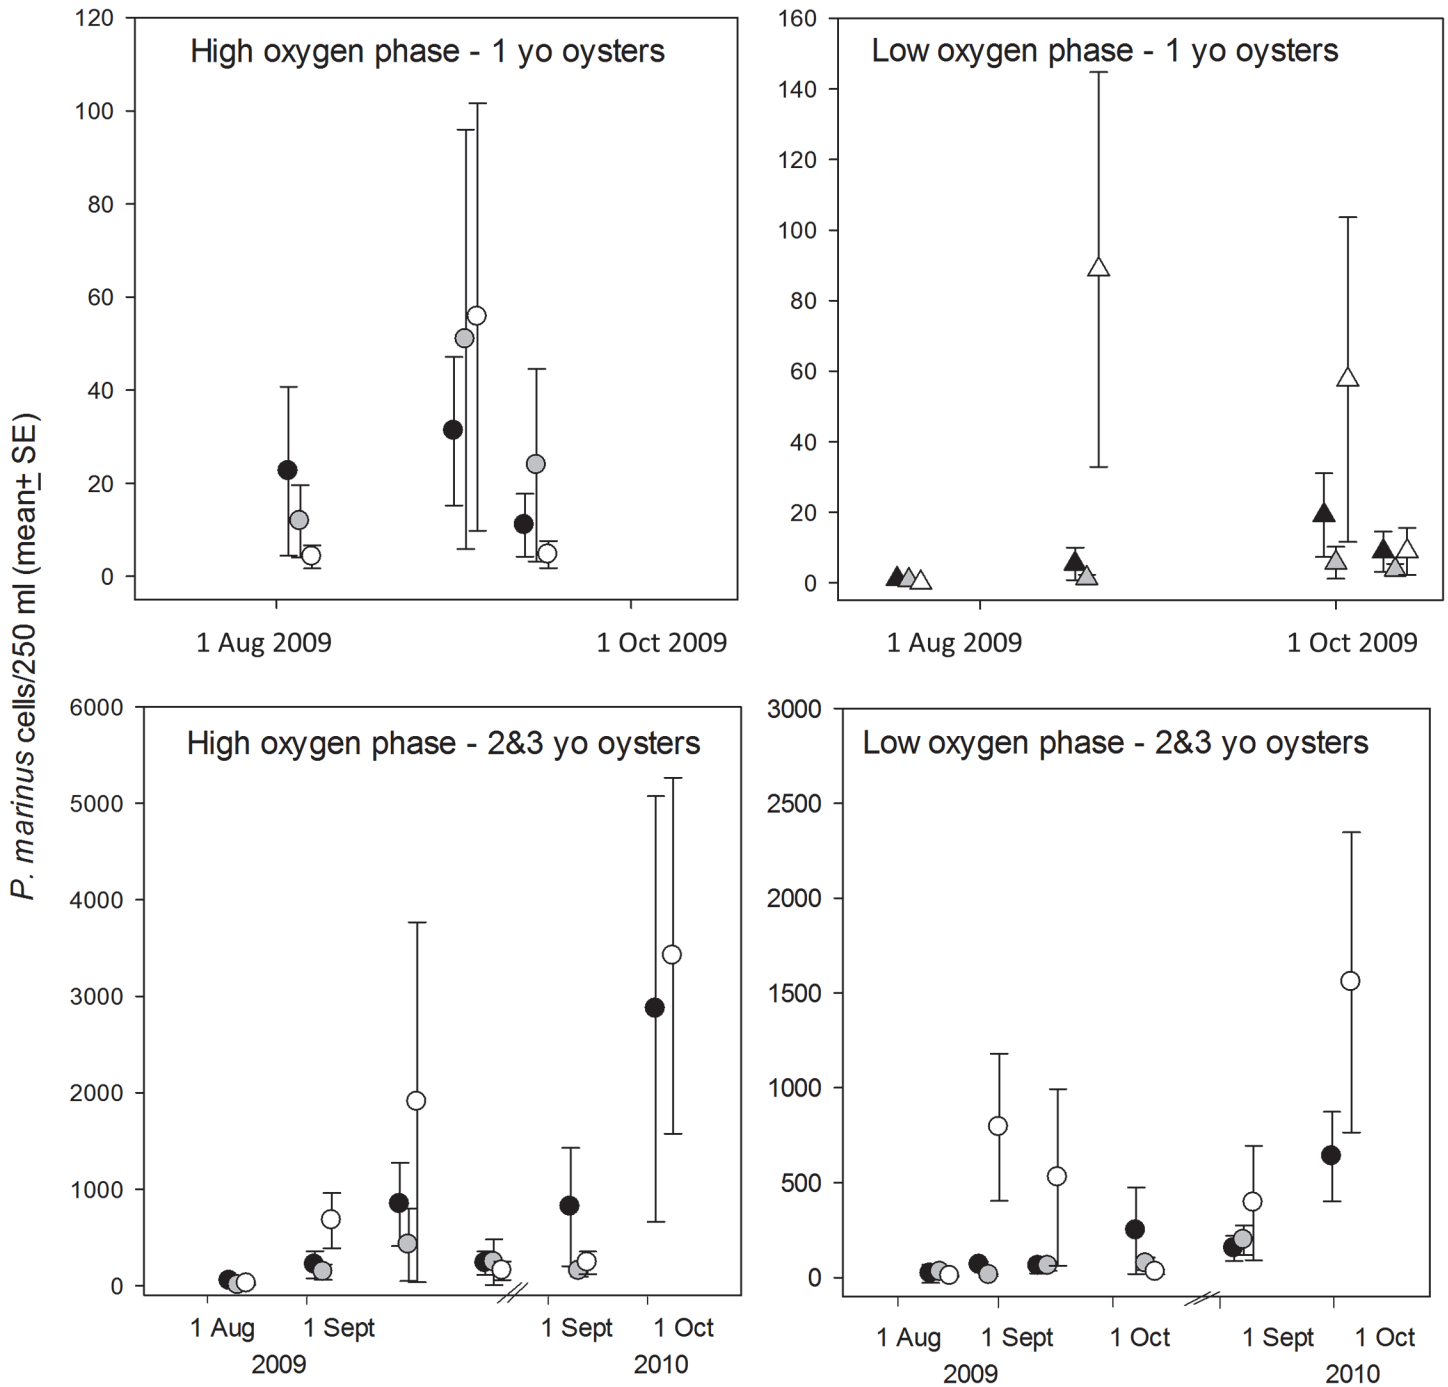 P. marinus cells/250 ml (mean± SE)
High oxygen phase - 1 yo oysters
120
100
80
60
40
20
0
1 Aug 2009
1 Oct 2009
Low oxygen phase - 1 yo oysters
160
140
120
100
80
60
40
20
0
1 Aug 2009
1 Oct 2009
High oxygen phase - 2&3 yo oysters
6000
5000
4000
3000
2000
1000
0
1 Aug
1 Sept
1 Sept
1 Oct
2009
2010
Low oxygen phase - 2&3 yo oysters
3000
2500
2000
1500
1000
500
0
1 Aug
1 Sept
1 Oct
1 Sept
1 Oct
2009
2010